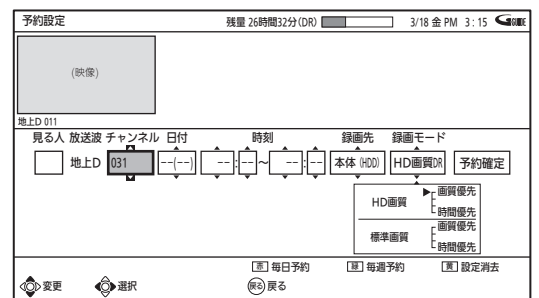 予約設定 残量 26時間32分(DR) 3/18 金 PM 3:15 G GUIDE
(映像)
地上D 011
見る人 放送波 チャンネル 日付 時刻 録画先 録画モード
地上D 031 --(--) --:--~ --:-- 本体 (HDD) HD画質DR 予約確定
HD画質 画質優先
時間優先
標準画質 画質優先
時間優先
赤 毎日予約 緑 毎週予約 黄 設定消去
変更 選択 戻る 戻る